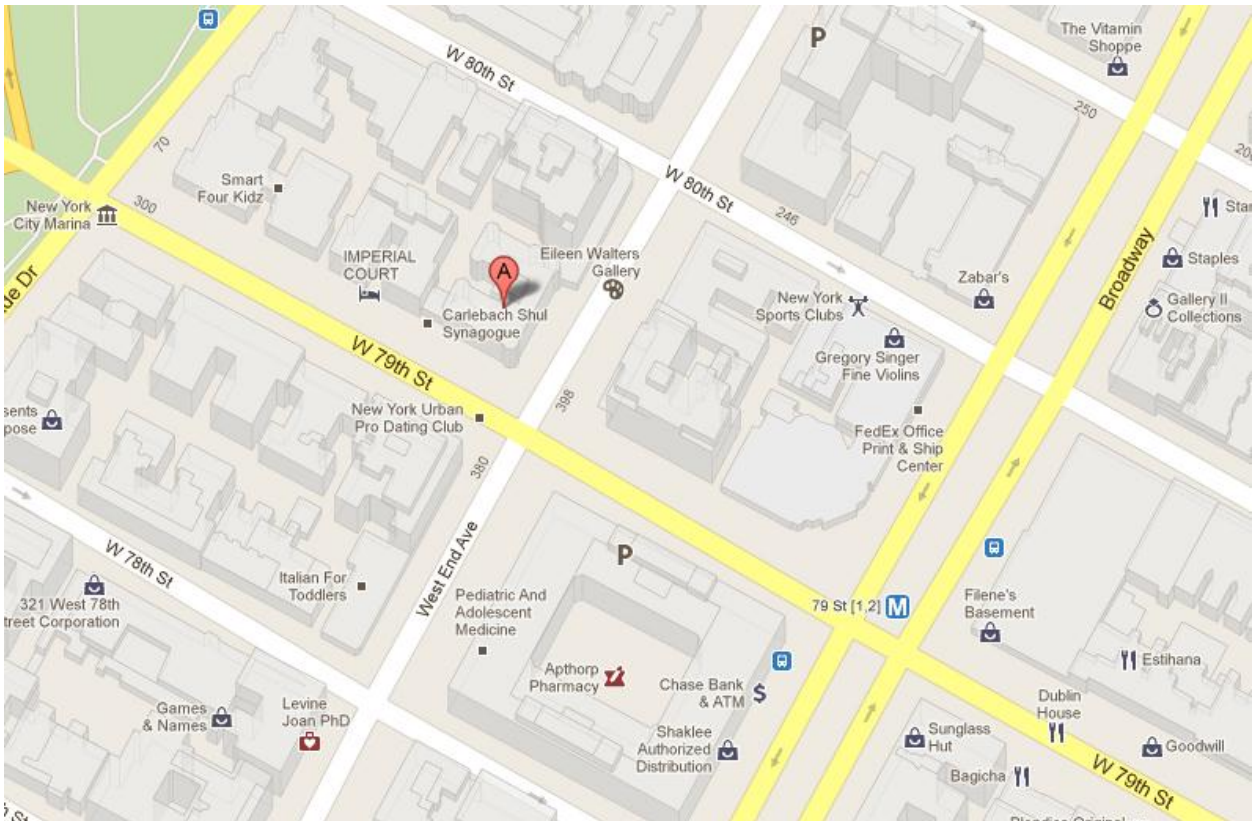 The Vitamin
Shoppe
P
W 80th St
250
200
70
Smart
Four Kidz
W 80th St
New York
City Marina
300
246
Broadway
IMPERIAL
COURT
A
Eileen Walters
Gallery
Zabar's
Staples
New York
Sports Clubs
Gallery II
Collections
Carlebach Shul
Synagogue
W 79th St
Gregory Singer
Fine Violins
398
New York Urban
Pro Dating Club
FedEx Office
Print & Ship
Center
380
West End Ave
P
W 78th St
Italian For
Toddlers
Pediatric And
Adolescent
Medicine
79 St [1,2]
M
Filene's
Basement
321 West 78th
treet Corporation
Estihana
Apthorp
Pharmacy
Chase Bank
& ATM
$
Dublin
House
Games
& Names
Levine
Joan PhD
Shaklee
Authorized
Distribution
Sunglass
Hut
Goodwill
Bagicha
W 79th St